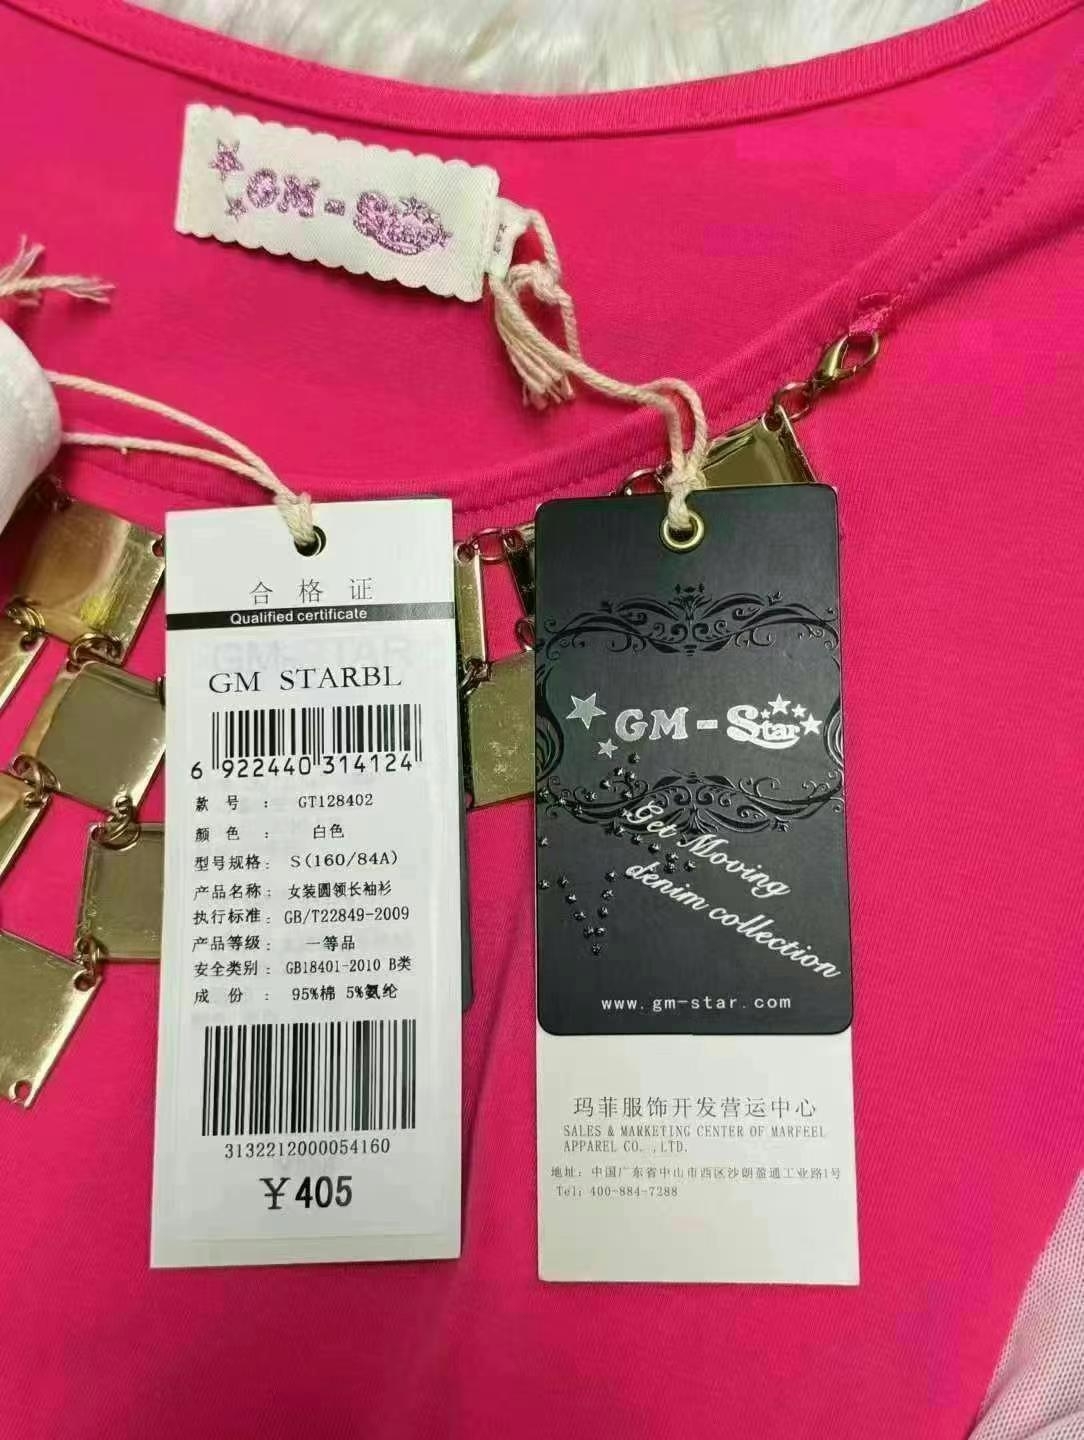 GM-Star
合格证
Qualified certificate
GM STARBL
6 922440 314124
款号 : GT128402
颜色 : 白色
型号规格: S(160/84A)
产品名称: 女装圆领长袖衫
执行标准: GB/T22849-2009
产品等级: 一等品
安全类别: GB18401-2010 B类
成份 : 95%棉 5%氨纶
3132212000054160
¥405
GM-Star
Get Moving
denim collection
www.gm-star.com
玛菲服饰开发营运中心
SALES & MARKETING CENTER OF MARFEEL
APPAREL CO.,LTD.
地址: 中国广东省中山市西区沙朗盈通工业路1号
Tel: 400-884-7288